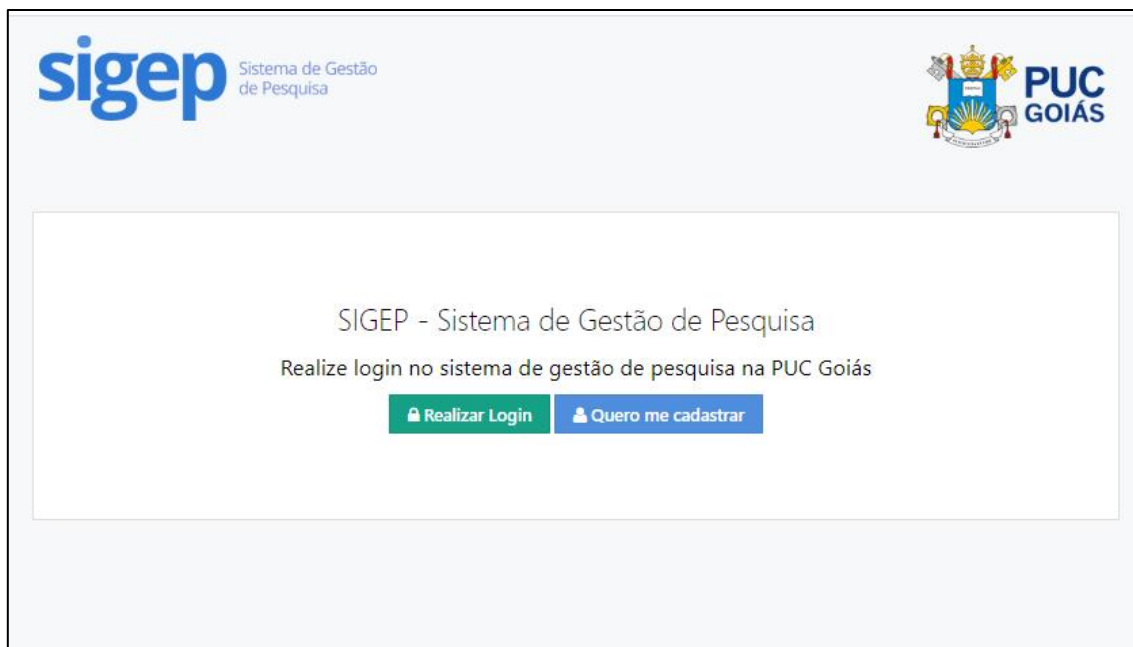 sigep
Sistema de Gestão
de Pesquisa
PUC
GOIÁS
SIGEP - Sistema de Gestão de Pesquisa
Realize login no sistema de gestão de pesquisa na PUC Goiás
Realizar Login
Quero me cadastrar